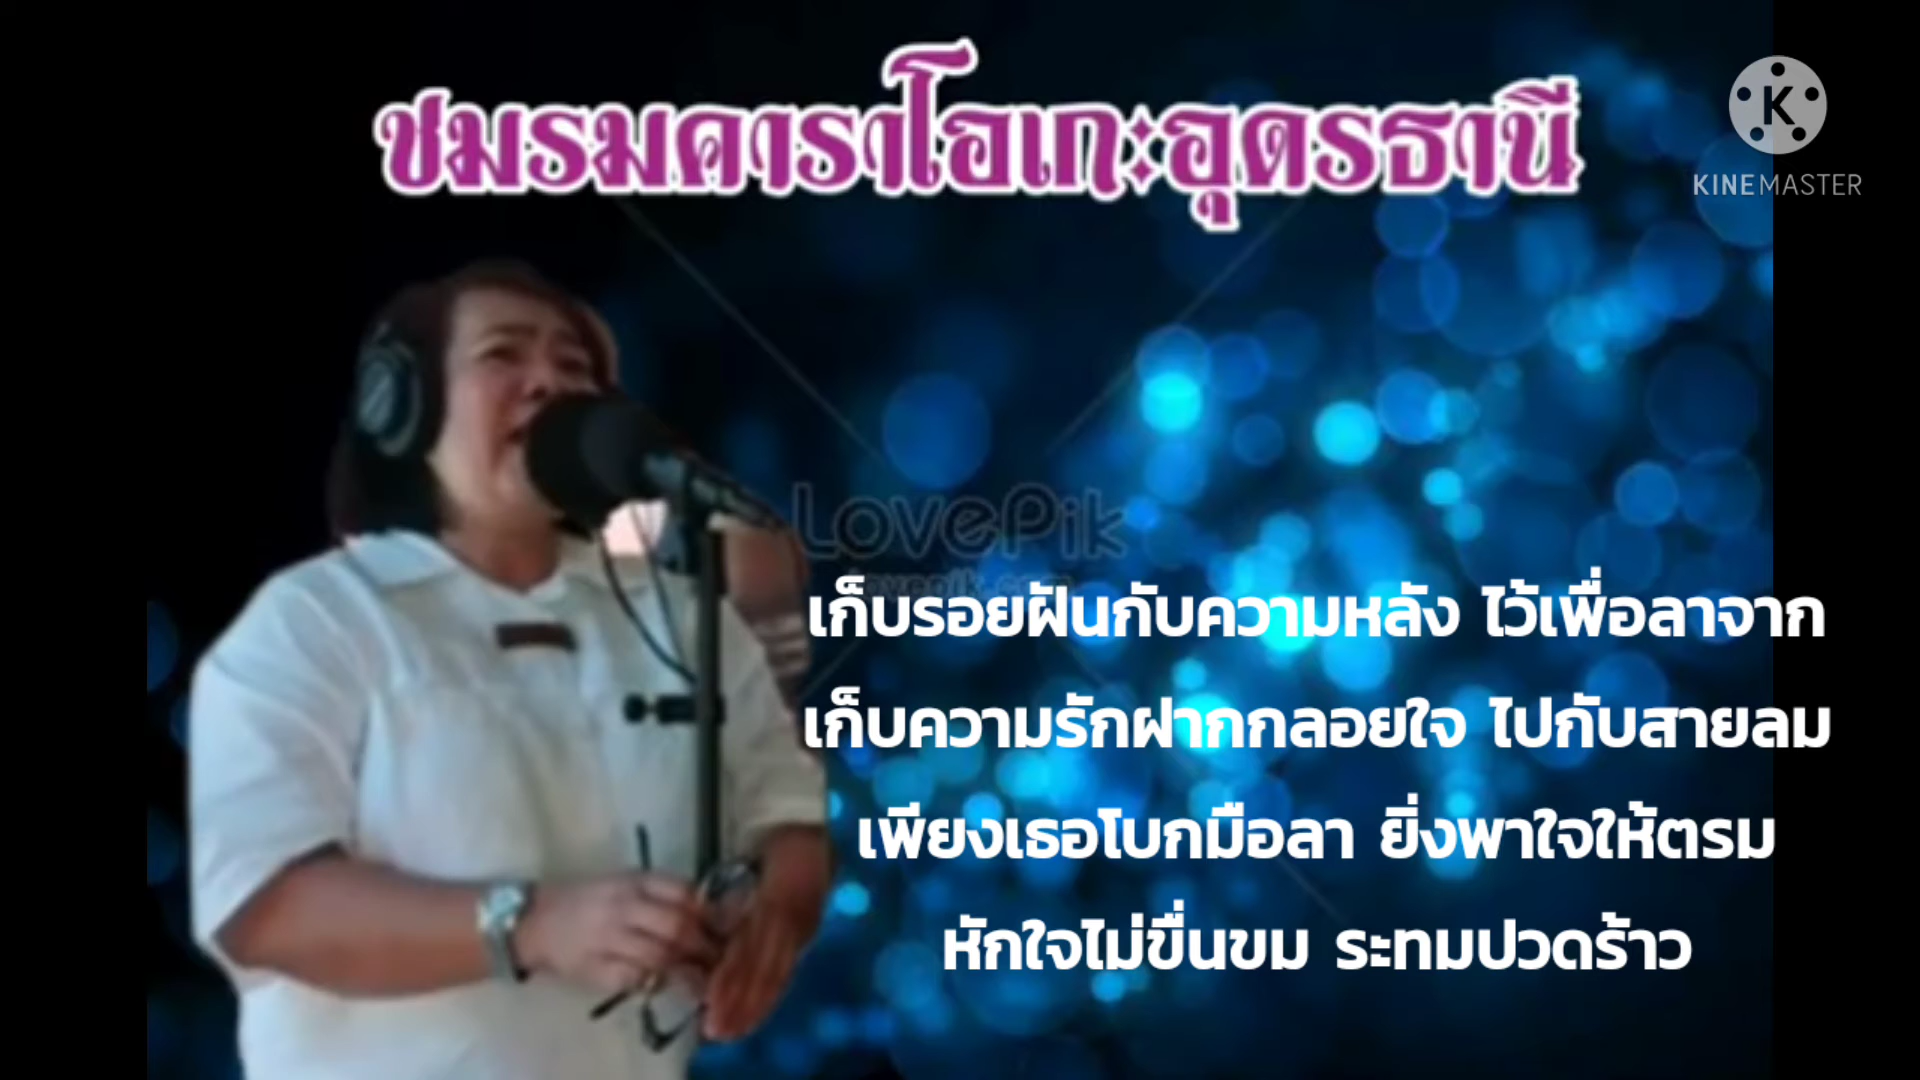 ชมรมคาราโอเกะอุดรธานี
K
KINEMASTER
LovePik
lovepik.com
เก็บรอยฝันกับความหลัง ไว้เพื่อลาจาก
เก็บความรักฝากกลอยใจ ไปกับสายลม
เพียงเธอโบกมือลา ยิ่งพาใจให้ตรม
หักใจไม่ขื่นขม ระทมปวดร้าว